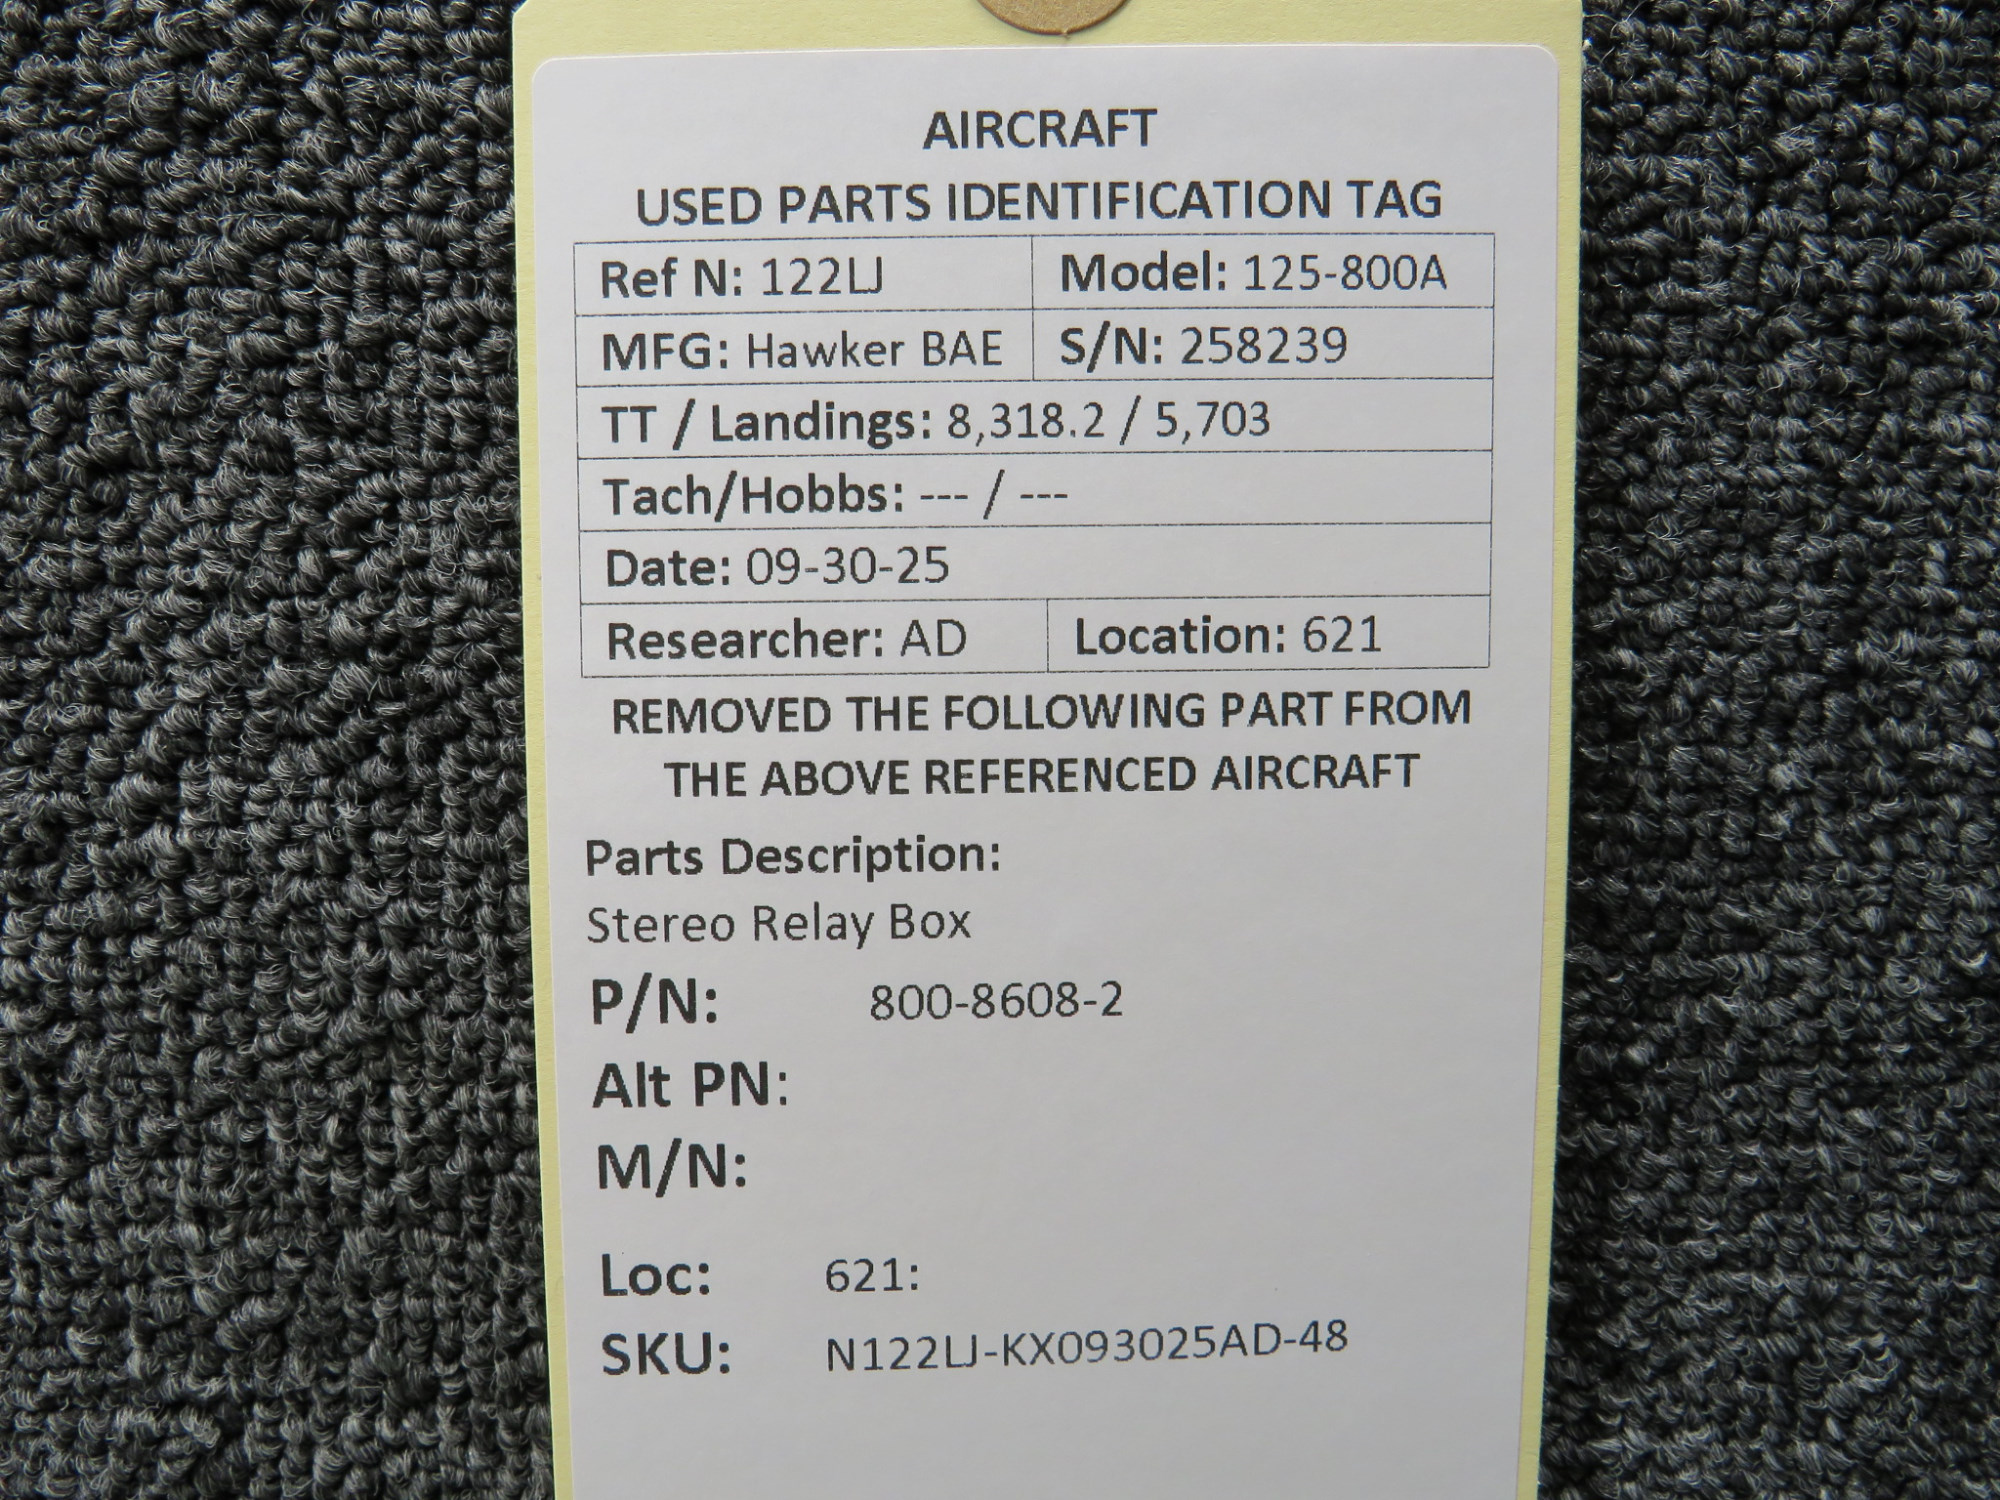 AIRCRAFT
USED PARTS IDENTIFICATION TAG
Ref N: 122LJ Model: 125-800A
MFG: Hawker BAE S/N: 258239
TT / Landings: 8,318.2 / 5,703
Tach/Hobbs: --- / ---
Date: 09-30-25
Researcher: AD Location: 621
REMOVED THE FOLLOWING PART FROM
THE ABOVE REFERENCED AIRCRAFT
Parts Description:
Stereo Relay Box
P/N: 800-8608-2
Alt PN:
M/N:
Loc: 621:
SKU: N122LJ-KX093025AD-48